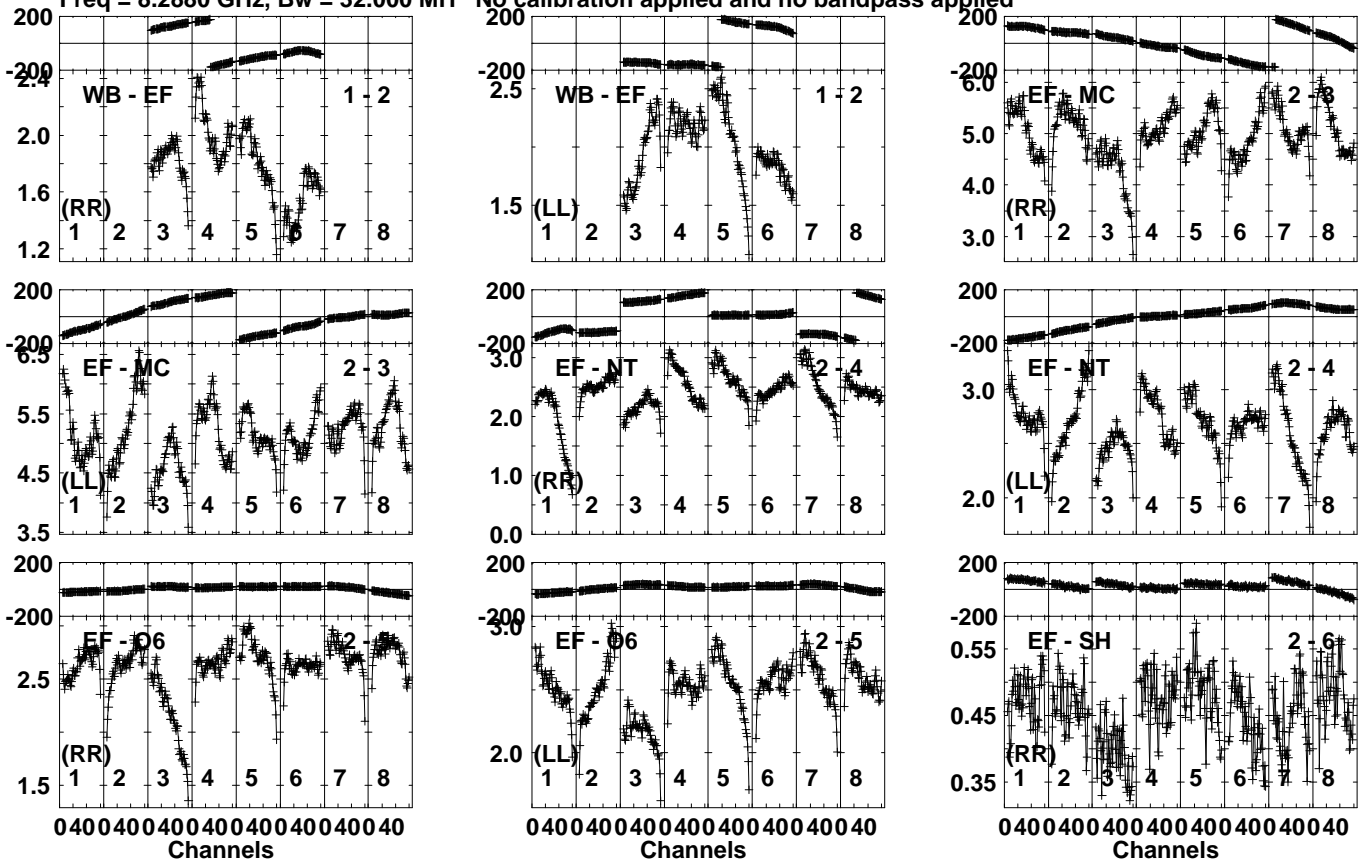 Freq = 8.2880 GHz, Bw = 32.000 MH No calibration applied and no bandpass applied
200
-200
2.4
2.0
1.6
1.2
WB - EF 1 - 2
(RR)
1 2 3 4 5 6 7 8
200
-200
2.5
1.5
WB - EF 1 - 2
(LL)
1 2 3 4 5 6 7 8
200
-200
6.0
5.0
4.0
3.0
EF - MC 2 - 3
(RR)
1 2 3 4 5 6 7 8
200
-200
6.5
5.5
4.5
3.5
EF - MC 2 - 3
(LL)
1 2 3 4 5 6 7 8
200
-200
3.0
2.0
1.0
0.0
EF - NT 2 - 4
(RR)
1 2 3 4 5 6 7 8
200
-200
3.0
2.0
EF - NT 2 - 4
(LL)
1 2 3 4 5 6 7 8
200
-200
2.5
1.5
EF - O6 2 - 5
(RR)
1 2 3 4 5 6 7 8
0 40 0 40 0 40 0 40 0 40 0 40 0 40 0 40
Channels
200
-200
3.0
2.0
EF - O6 2 - 5
(LL)
1 2 3 4 5 6 7 8
0 40 0 40 0 40 0 40 0 40 0 40 0 40 0 40
Channels
200
-200
0.55
0.45
0.35
EF - SH 2 - 6
(RR)
1 2 3 4 5 6 7 8
0 40 0 40 0 40 0 40 0 40 0 40 0 40 0 40
Channels